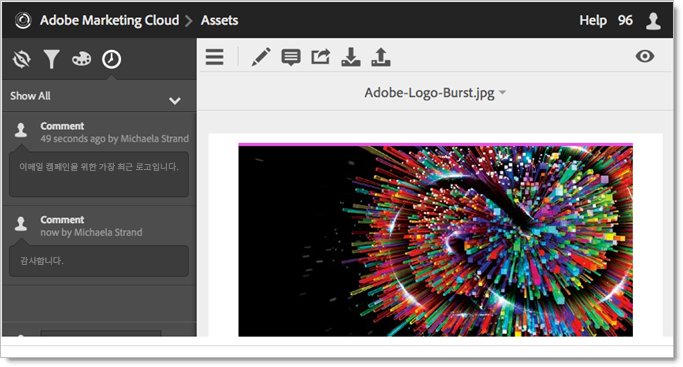 Adobe Marketing Cloud Assets Help 96
Show All
Adobe-Logo-Burst.jpg
Comment
49 seconds ago by Michaela Strand
이메일 캠페인을 위한 가장 최근 로고입니다.
Comment
now by Michaela Strand
감사합니다.